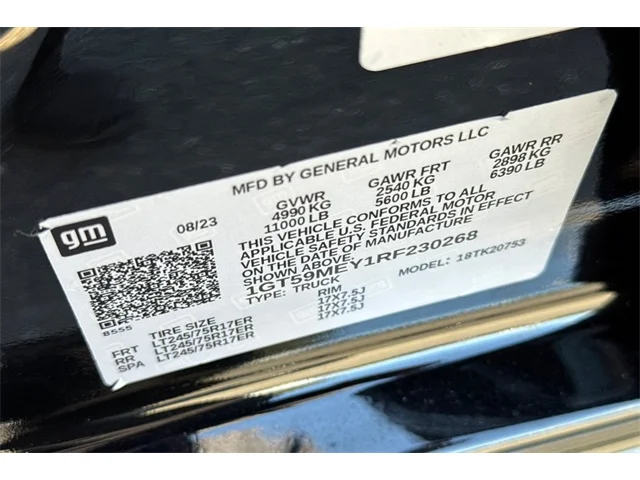 gm
MFD BY GENERAL MOTORS LLC
08/23
GVWR GAWR FRT GAWR RR
4990 KG 2540 KG 2898 KG
11000 LB 5600 LB 6390 LB
THIS VEHICLE CONFORMS TO ALL
APPLICABLE U.S. FEDERAL MOTOR
VEHICLE SAFETY STANDARDS IN EFFECT
ON THE DATE OF MANUFACTURE
SHOWN ABOVE.
1GT59MEY1RF230268
TYPE: TRUCK MODEL: 18TK20753
8555
TIRE SIZE RIM
FRT LT245/75R17ER 17X7.5J
RR LT245/75R17ER 17X7.5J
SPA LT245/75R17ER 17X7.5J